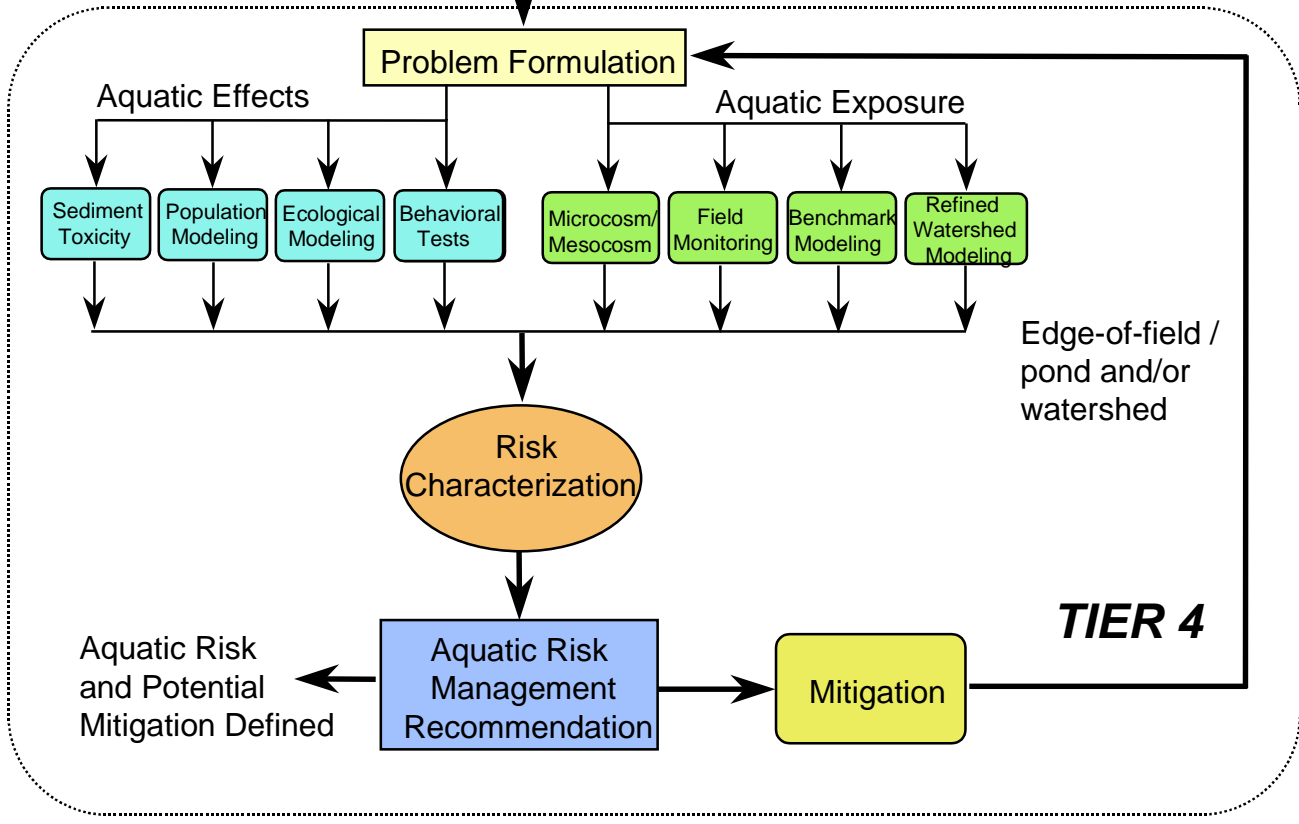 Problem Formulation
Aquatic Effects
Aquatic Exposure
Sediment
Toxicity
Population
Modeling
Ecological
Modeling
Behavioral
Tests
Microcosm/
Mesocosm
Field
Monitoring
Benchmark
Modeling
Refined
Watershed
Modeling
Edge-of-field /
pond and/or
watershed
Risk
Characterization
TIER 4
Aquatic Risk
and Potential
Mitigation Defined
Aquatic Risk
Management
Recommendation
Mitigation